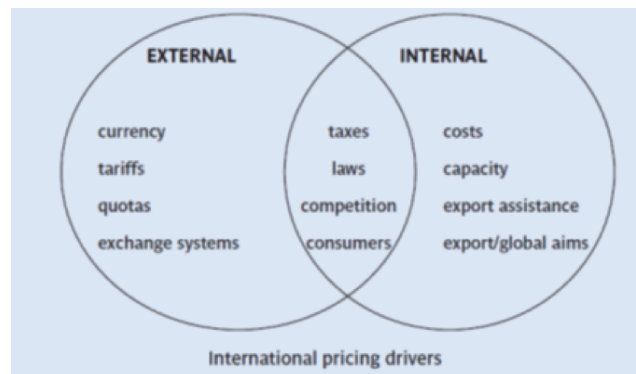 EXTERNAL INTERNAL
currency taxes costs
tariffs laws capacity
quotas competition export assistance
exchange systems consumers export/global aims
International pricing drivers